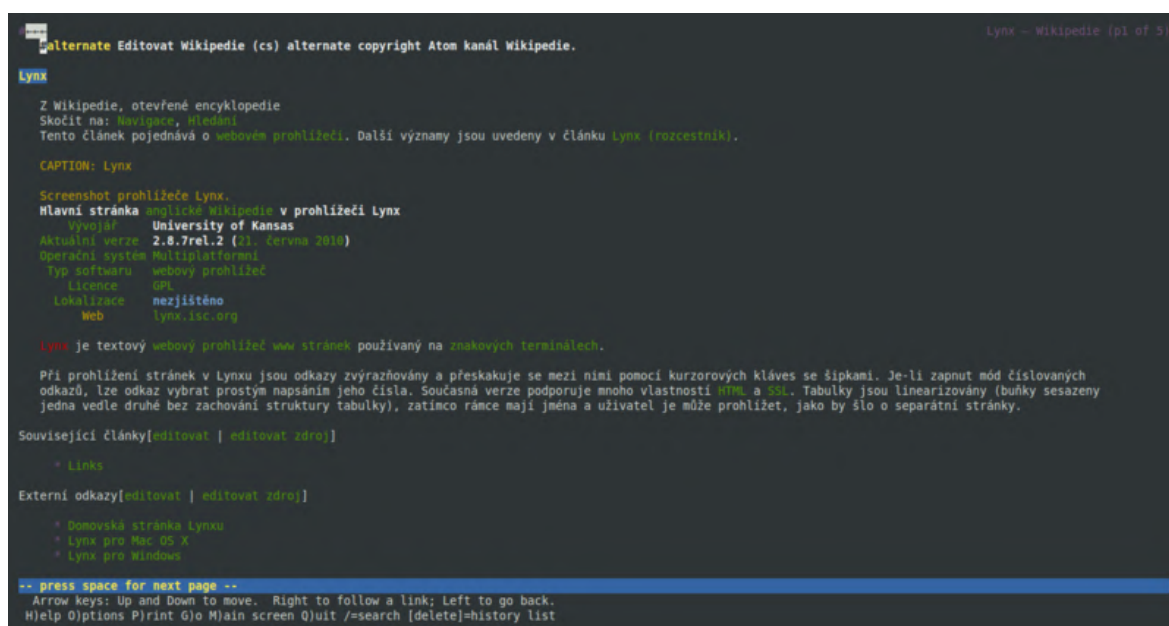 Lynx – Wikipedie (p1 of 5)
#alternate Editovat Wikipedie (cs) alternate copyright Atom kanál Wikipedie.
Lynx
Z Wikipedie, otevřené encyklopedie
Skočit na: Navigace, Hledání
Tento článek pojednává o webovém prohlížeči. Další významy jsou uvedeny v článku Lynx (rozcestník).
CAPTION: Lynx
Screenshot prohlížeče Lynx.
Hlavní stránka anglické Wikipedie v prohlížeči Lynx
Vývojář University of Kansas
Aktuální verze 2.8.7rel.2 (21. června 2010)
Operační systém Multiplatformní
Typ softwaru webový prohlížeč
Licence GPL
Lokalizace nezjištěno
Web lynx.isc.org
Lynx je textový webový prohlížeč www stránek používaný na znakových terminálech.
Při prohlížení stránek v Lynxu jsou odkazy zvýrazňovány a přeskakuje se mezi nimi pomocí kurzorových kláves se šipkami. Je-li zapnut mód číslovaných
odkazů, lze odkaz vybrat prostým napsáním jeho čísla. Současná verze podporuje mnoho vlastností HTML a SSL. Tabulky jsou linearizovány (buňky sesazeny
jedna vedle druhé bez zachování struktury tabulky), zatímco rámce mají jména a uživatel je může prohlížet, jako by šlo o separátní stránky.
Související články[editovat | editovat zdroj]
* Links
Externí odkazy[editovat | editovat zdroj]
* Domovská stránka Lynxu
* Lynx pro Mac OS X
* Lynx pro Windows
-- press space for next page --
Arrow keys: Up and Down to move. Right to follow a link; Left to go back.
H)elp O)ptions P)rint G)o M)ain screen Q)uit /=search [delete]=history list